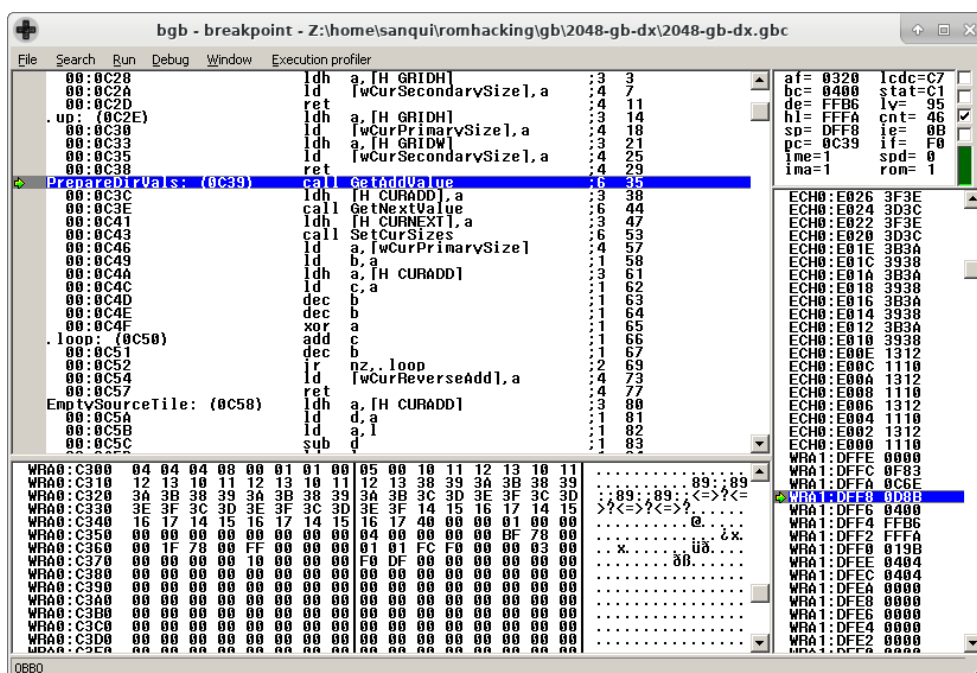 bgb - breakpoint - Z:\home\sanqui\romhacking\gb\2048-gb-dx\2048-gb-dx.gbc
File Search Run Debug Window Execution profiler
00:0C28 ldh a,[H_GRIDH] ;3 3
00:0C2A ld [wCurSecondarySize],a ;4 7
00:0C2D ret ;4 11
.up: (0C2E) ldh a,[H_GRIDH] ;3 14
00:0C30 ld [wCurPrimarySize],a ;4 18
00:0C33 ldh a,[H_GRIDW] ;3 21
00:0C35 ld [wCurSecondarySize],a ;4 25
00:0C38 ret ;4 29
PrepareDirVals: (0C39) call GetAddValue ;6 35
00:0C3C ldh [H_CURADD],a ;3 38
00:0C3E call GetNextValue ;6 44
00:0C41 ldh [H_CURNEXT],a ;3 47
00:0C43 call SetCurSizes ;6 53
00:0C46 ld a,[wCurPrimarySize] ;4 57
00:0C49 ld b,a ;1 58
00:0C4A ldh a,[H_CURADD] ;3 61
00:0C4C ld c,a ;1 62
00:0C4D dec b ;1 63
00:0C4E dec b ;1 64
00:0C4F xor a ;1 65
.loop: (0C50) add c ;1 66
00:0C51 dec b ;1 67
00:0C52 jr nz,.loop ;2 69
00:0C54 ld [wCurReverseAdd],a ;4 73
00:0C57 ret ;4 77
EmptySourceTile: (0C58) ldh a,[H_CURADD] ;3 80
00:0C5A ld d,a ;1 81
00:0C5B ld a,l ;1 82
00:0C5C sub d ;1 83
af= 0320 lcdc=C7
bc= 0400 stat=C1
de= FFB6 ly= 95
hl= FFFA cnt= 46
sp= DFF8 ie= 0B
pc= 0C39 if= F0
ime=1 spd= 0
ima=1 rom= 1
ECH0:E026 3F3E
ECH0:E024 3D3C
ECH0:E022 3F3E
ECH0:E020 3D3C
ECH0:E01E 3B3A
ECH0:E01C 3938
ECH0:E01A 3B3A
ECH0:E018 3938
ECH0:E016 3B3A
ECH0:E014 3938
ECH0:E012 3B3A
ECH0:E010 3938
ECH0:E00E 1312
ECH0:E00C 1110
ECH0:E00A 1312
ECH0:E008 1110
ECH0:E006 1312
ECH0:E004 1110
ECH0:E002 1312
ECH0:E000 1110
WRA1:DFFE 0000
WRA1:DFFC 0F83
WRA1:DFFA 0C6E
WRA1:DFF8 0D8B
WRA1:DFF6 0400
WRA1:DFF4 FFB6
WRA1:DFF2 FFFA
WRA1:DFF0 019B
WRA1:DFEE 0404
WRA1:DFEC 0404
WRA1:DFEA 0000
WRA1:DFE8 0000
WRA1:DFE6 0000
WRA1:DFE4 0000
WRA1:DFE2 0000
WRA0:C300 04 04 04 08 00 01 01 00 05 00 10 11 12 13 10 11 ................
WRA0:C310 12 13 10 11 12 13 10 11 12 13 38 39 3A 3B 38 39 ..........89:;89
WRA0:C320 3A 3B 38 39 3A 3B 38 39 3A 3B 3C 3D 3E 3F 3C 3D :;89:;89:;<=>?<=
WRA0:C330 3E 3F 3C 3D 3E 3F 3C 3D 3E 3F 14 15 16 17 14 15 >?<=>?<=>?......
WRA0:C340 16 17 14 15 16 17 14 15 16 17 40 00 00 01 00 00 ..........@.....
WRA0:C350 00 00 00 00 00 00 00 00 04 00 00 00 00 BF 78 00 .............¿x.
WRA0:C360 00 1F 78 00 FF 00 00 00 01 01 FC F0 00 00 03 00 ..x.......üð....
WRA0:C370 00 00 00 00 10 00 00 00 F0 DF 00 00 00 00 00 00 ........ðß......
WRA0:C380 00 00 00 00 00 00 00 00 00 00 00 00 00 00 00 00 ................
WRA0:C390 00 00 00 00 00 00 00 00 00 00 00 00 00 00 00 00 ................
WRA0:C3A0 00 00 00 00 00 00 00 00 00 00 00 00 00 00 00 00 ................
WRA0:C3B0 00 00 00 00 00 00 00 00 00 00 00 00 00 00 00 00 ................
WRA0:C3C0 00 00 00 00 00 00 00 00 00 00 00 00 00 00 00 00 ................
WRA0:C3D0 00 00 00 00 00 00 00 00 00 00 00 00 00 00 00 00 ................
0BB0